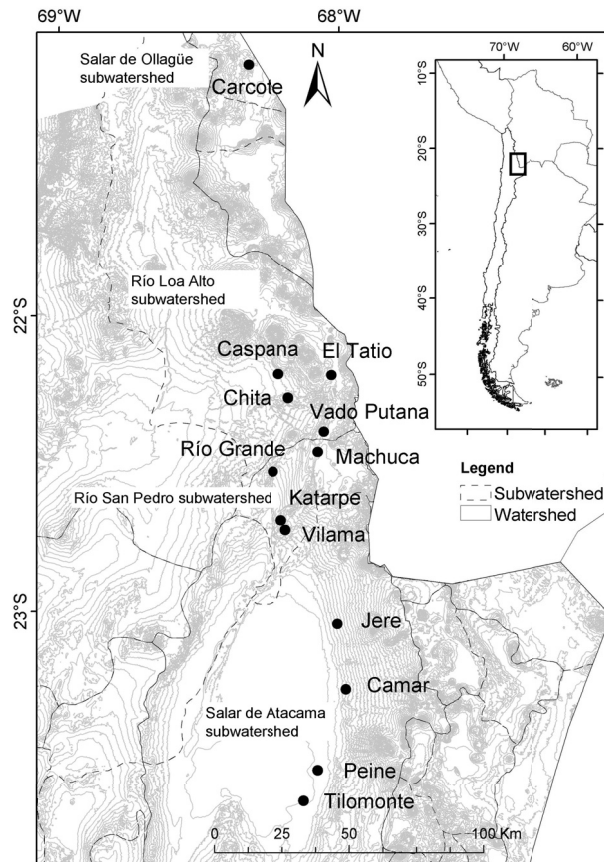 69°W
68°W
Salar de Ollagüe
subwatershed
N
Carcote
70°W
60°W
10°S
20°S
30°S
40°S
50°S
Río Loa Alto
subwatershed
22°S
Caspana
El Tatio
Chita
Vado Putana
Río Grande
Machuca
Legend
Subwatershed
Watershed
Río San Pedro subwatershed
Katarpe
Vilama
23°S
Jere
Camar
Salar de Atacama
subwatershed
Peine
Tilomonte
0 25 50 100 Km